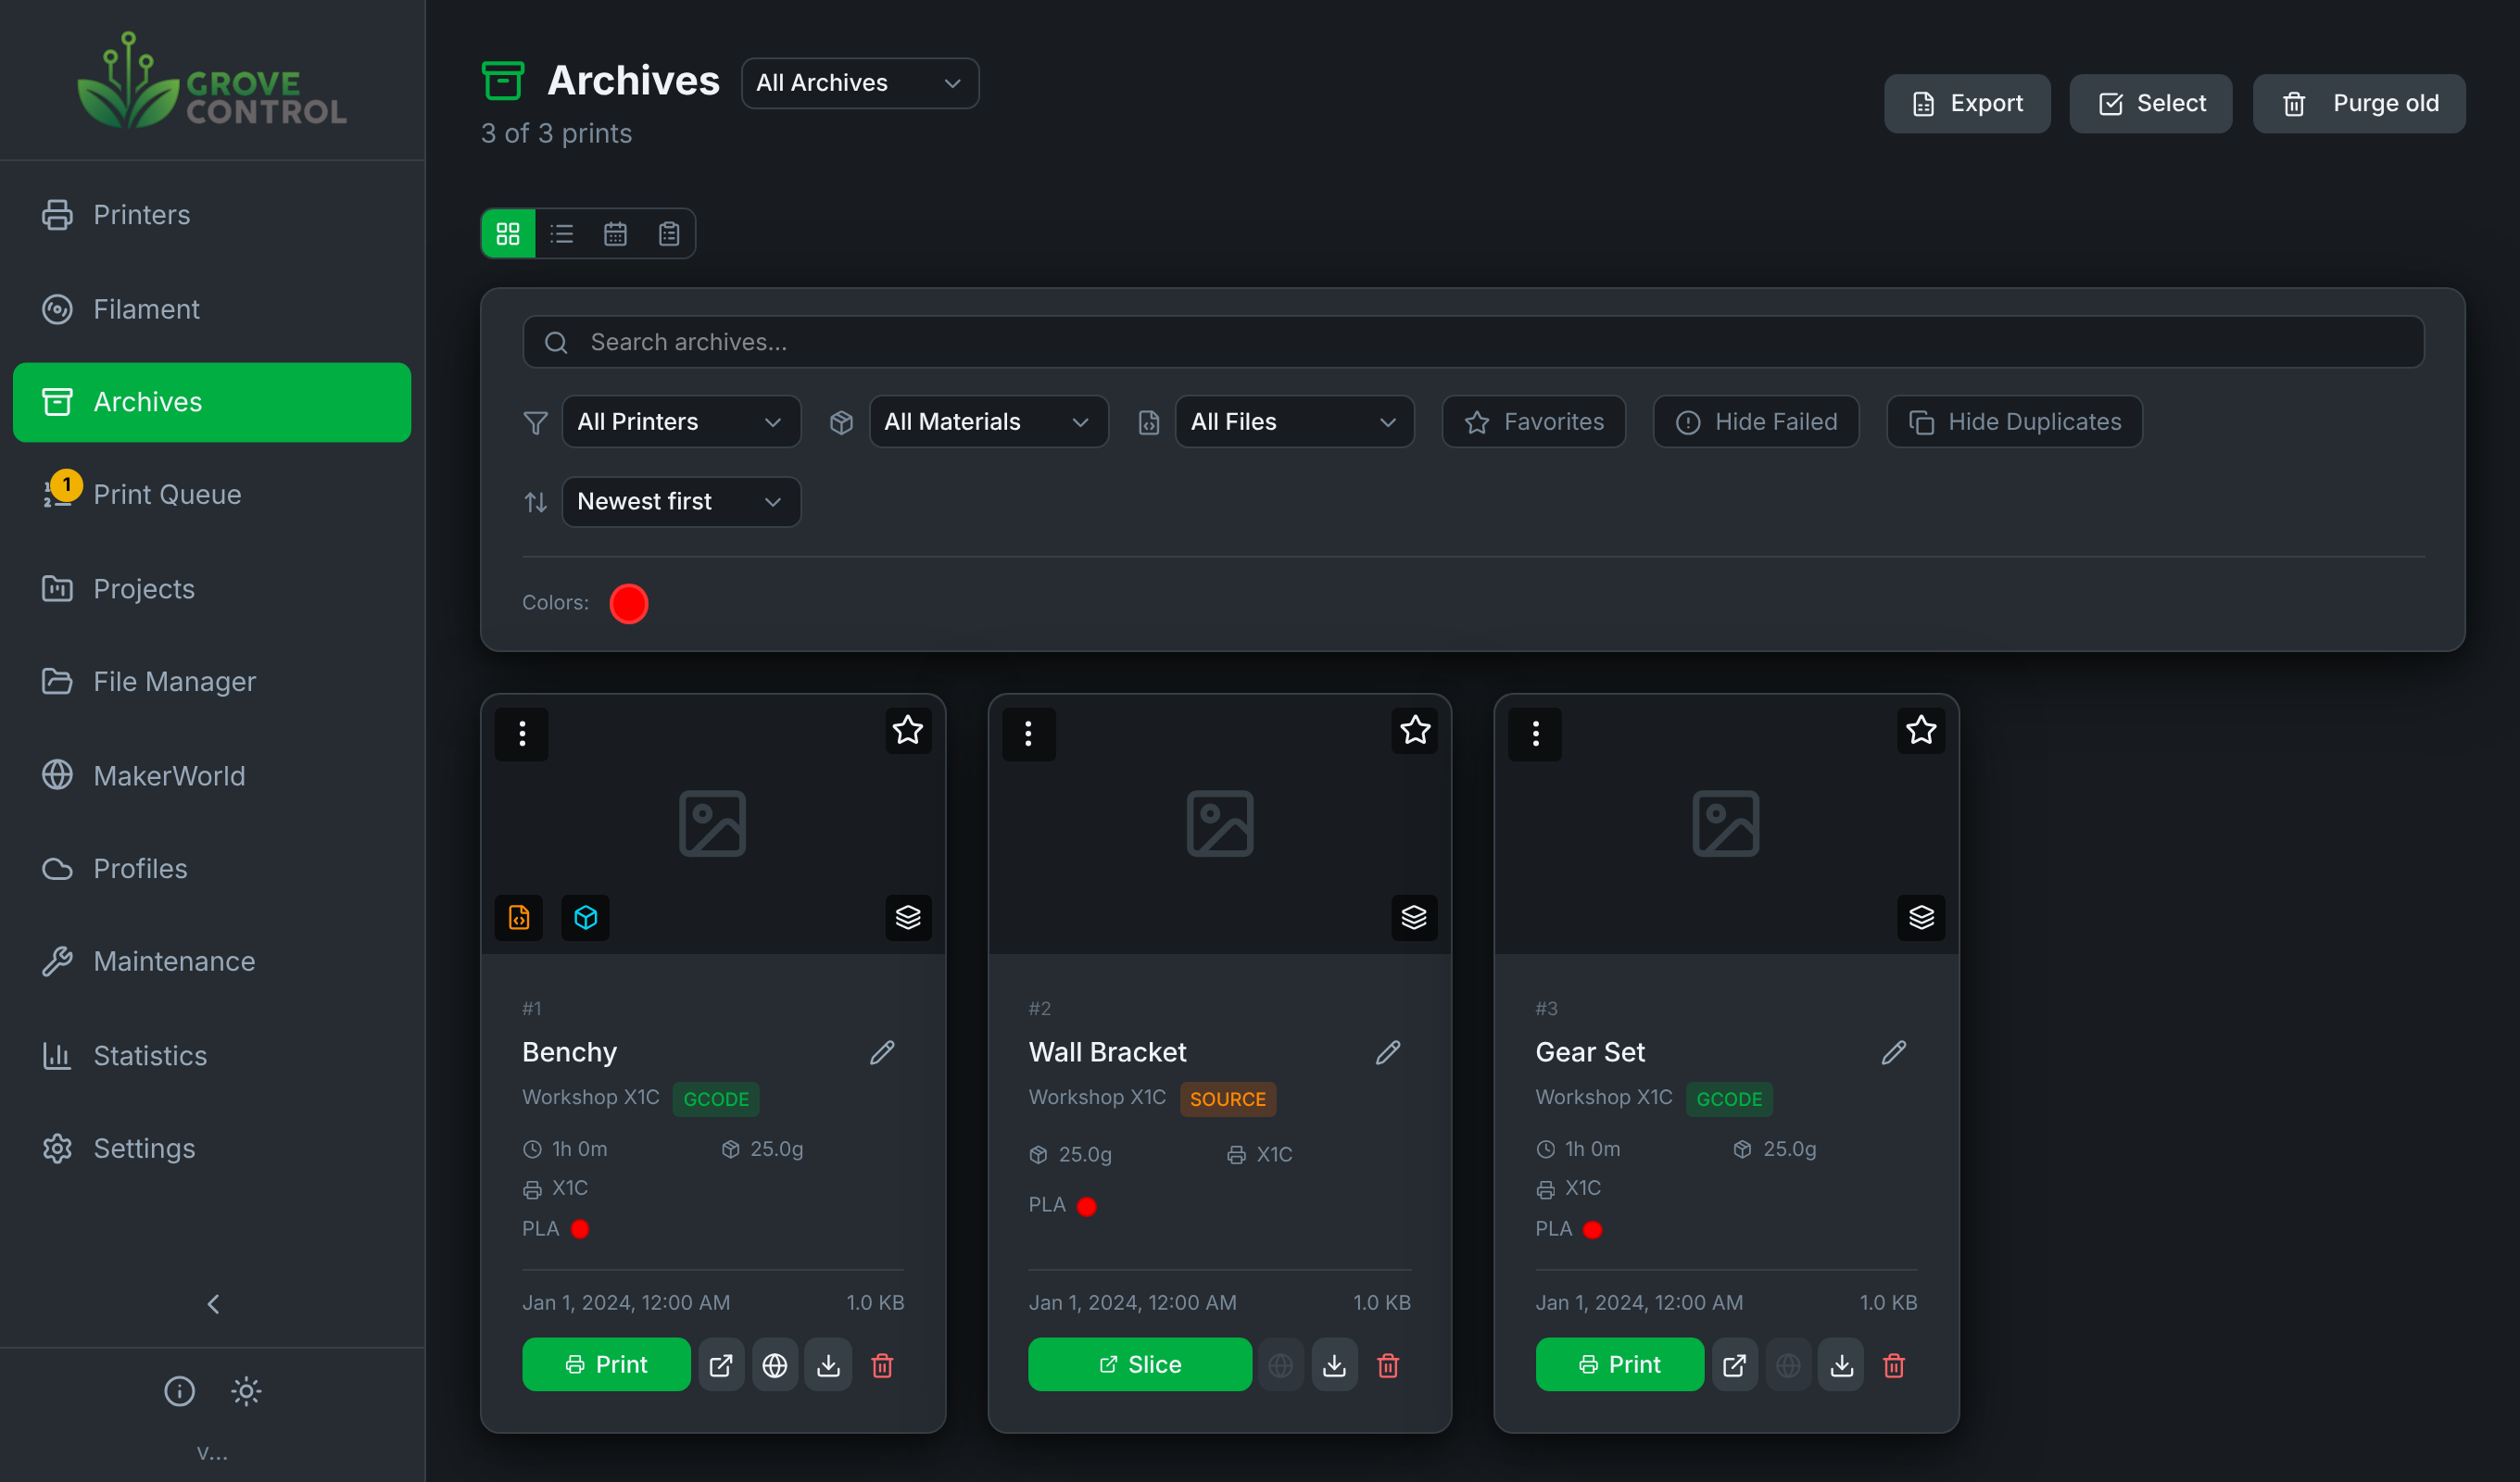 GROVE
CONTROL
Printers
Filament
Archives
1
Print Queue
Projects
File Manager
MakerWorld
Profiles
Maintenance
Statistics
Settings
v...
Archives
All Archives
3 of 3 prints
Export
Select
Purge old
Search archives...
All Printers
All Materials
All Files
Favorites
Hide Failed
Hide Duplicates
Newest first
Colors:
#1
Benchy
Workshop X1C GCODE
1h 0m 25.0g
X1C
PLA
Jan 1, 2024, 12:00 AM 1.0 KB
Print
#2
Wall Bracket
Workshop X1C SOURCE
25.0g X1C
PLA
Jan 1, 2024, 12:00 AM 1.0 KB
Slice
#3
Gear Set
Workshop X1C GCODE
1h 0m 25.0g
X1C
PLA
Jan 1, 2024, 12:00 AM 1.0 KB
Print